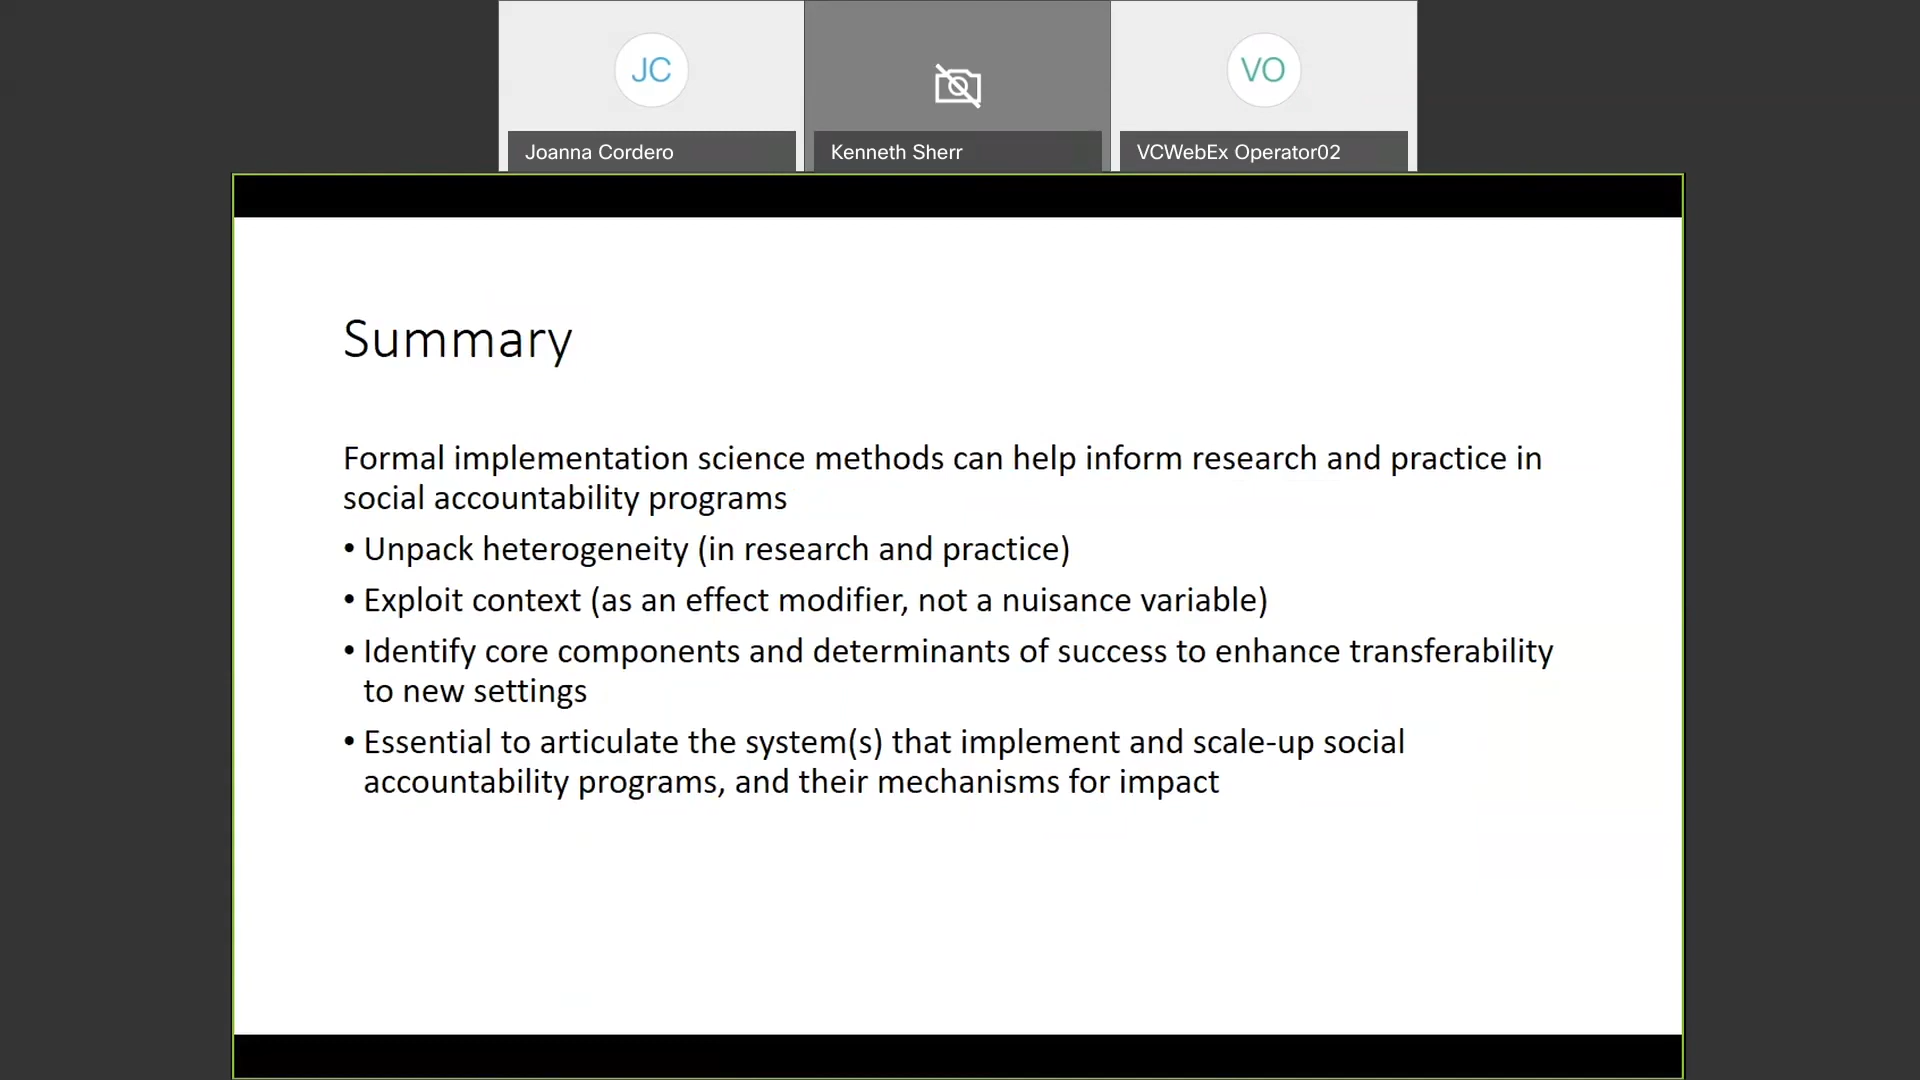 JC
VO
Joanna Cordero
Kenneth Sherr
VCWebEx Operator02
Summary
Formal implementation science methods can help inform research and practice in
social accountability programs
• Unpack heterogeneity (in research and practice)
• Exploit context (as an effect modifier, not a nuisance variable)
• Identify core components and determinants of success to enhance transferability
to new settings
• Essential to articulate the system(s) that implement and scale-up social
accountability programs, and their mechanisms for impact